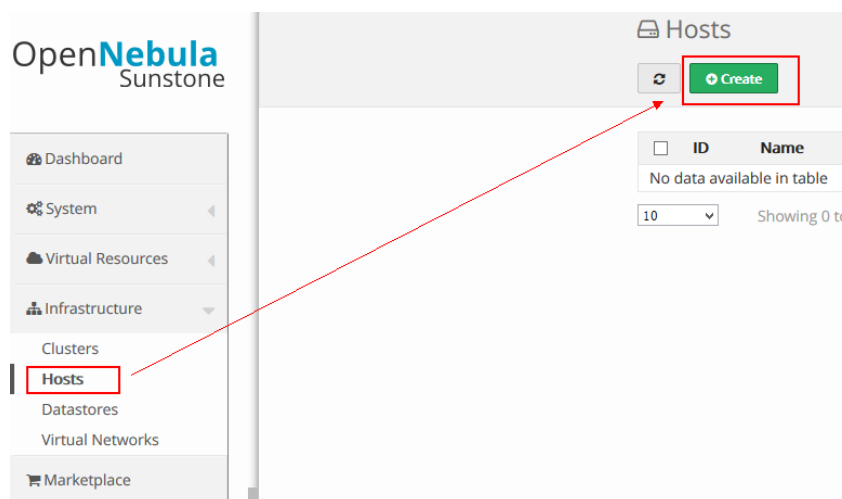 OpenNebula
Sunstone
Dashboard
System
Virtual Resources
Infrastructure
Clusters
Hosts
Datastores
Virtual Networks
Marketplace
Hosts
Create
ID Name
No data available in table
10 Showing 0 to